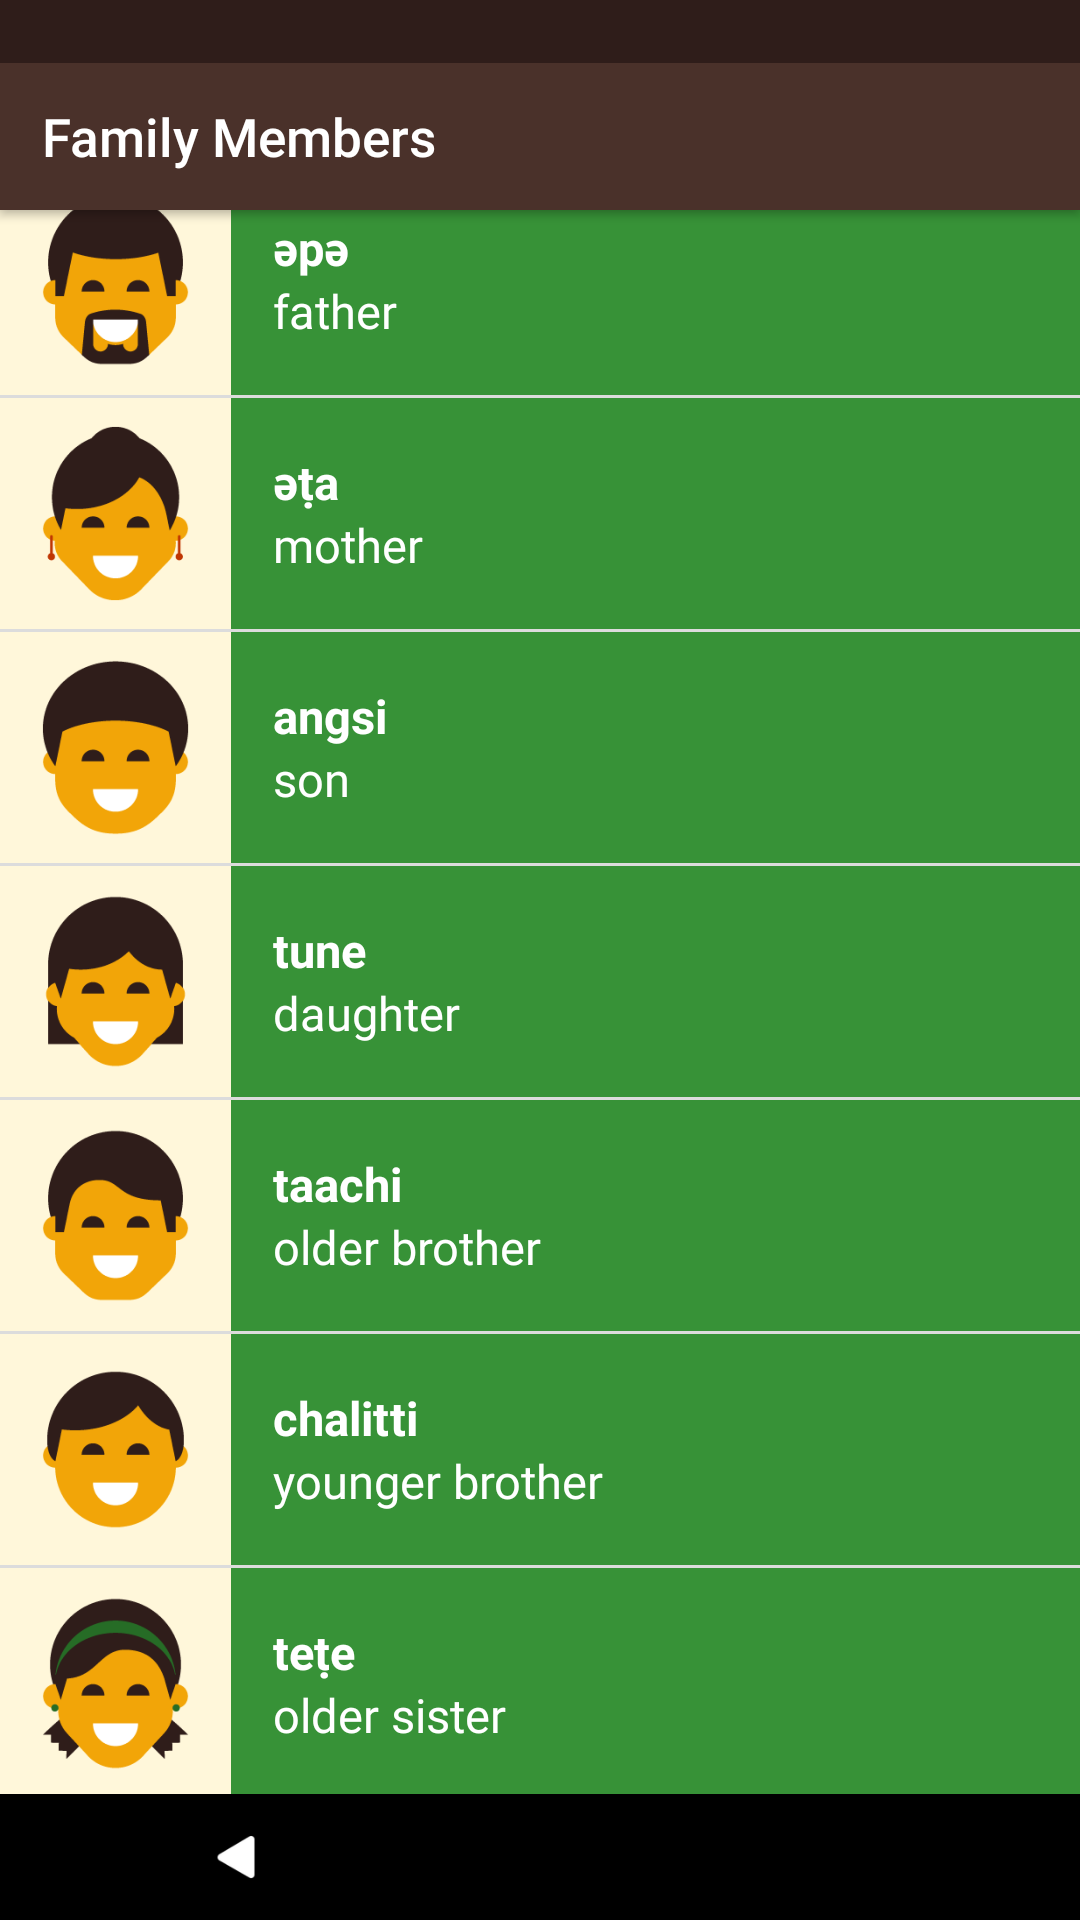 Family Members
əpə
father
əṭa
mother
angsi
son
tune
daughter
taachi
older brother
chalitti
younger brother
teṭe
older sister